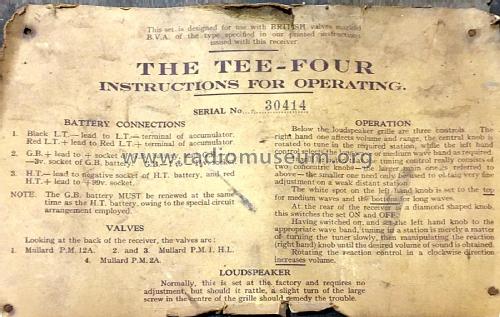 This set is designed for use with BRITISH valves marked
B.V.A. of the type specified in our printed instructions
issued with this receiver
THE TEE-FOUR
INSTRUCTIONS FOR OPERATING.
SERIAL No. 30414
BATTERY CONNECTIONS
1. Black L.T.— lead to L.T.— terminal of accumulator.
Red L.T.+ lead to Red L.T.+ terminal of accumulator.
2. G.B.+ lead to + socket
—3v. socket of G.B. battery
3. H.T.— lead to negative socket of H.T. battery, and red
H.T.+ lead to +99v. socket.
NOTE. The G.B. battery MUST be renewed at the same
time as the H.T. battery, owing to the special circuit
arrangement employed.
VALVES
Looking at the back of the receiver, the valves are:
1. Mullard P.M. 12A. 2. and 3. Mullard P.M.1.H.L.
4. Mullard P.M. 2A.
OPERATION
Below the loudspeaker grille are three controls. The
right hand one affects volume and range, the central knob is
rotated to tune in the required station, while the left hand
control selects the long or medium wave band as required.
tuning control really consists of
two concentric knobs—the larger one being referred to
above—the smaller one need only be used to obtain very fine
adjustment on a weak distant station.
The white spot on the left hand knob is set to the top
for medium waves and the bottom for long waves.
At the rear of the receiver is a diamond shaped knob,
this switches the set ON and OFF.
Having switched on, and set the left hand knob to the
appropriate wave band, tuning in a station is merely a matter
of turning the tuner slowly, then manipulating the reaction
(right hand) knob until the desired volume of sound is obtained.
Rotating the reaction control in a clockwise direction
increases volume.
LOUDSPEAKER
Normally, this is set at the factory and requires no
adjustment, but should it rattle, a slight turn of the large
screw in the centre of the grille should remedy the trouble.
www.radiomuseum.org